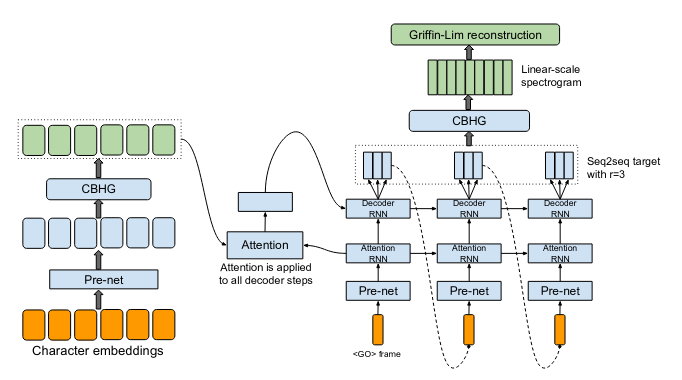 Griffin-Lim reconstruction
Linear-scale
spectrogram
CBHG
Seq2seq target
with r=3
CBHG
Decoder
RNN
Decoder
RNN
Decoder
RNN
Attention
Attention is applied
to all decoder steps
Attention
RNN
Attention
RNN
Attention
RNN
Pre-net
Pre-net
Pre-net
Pre-net
Character embeddings
<GO> frame